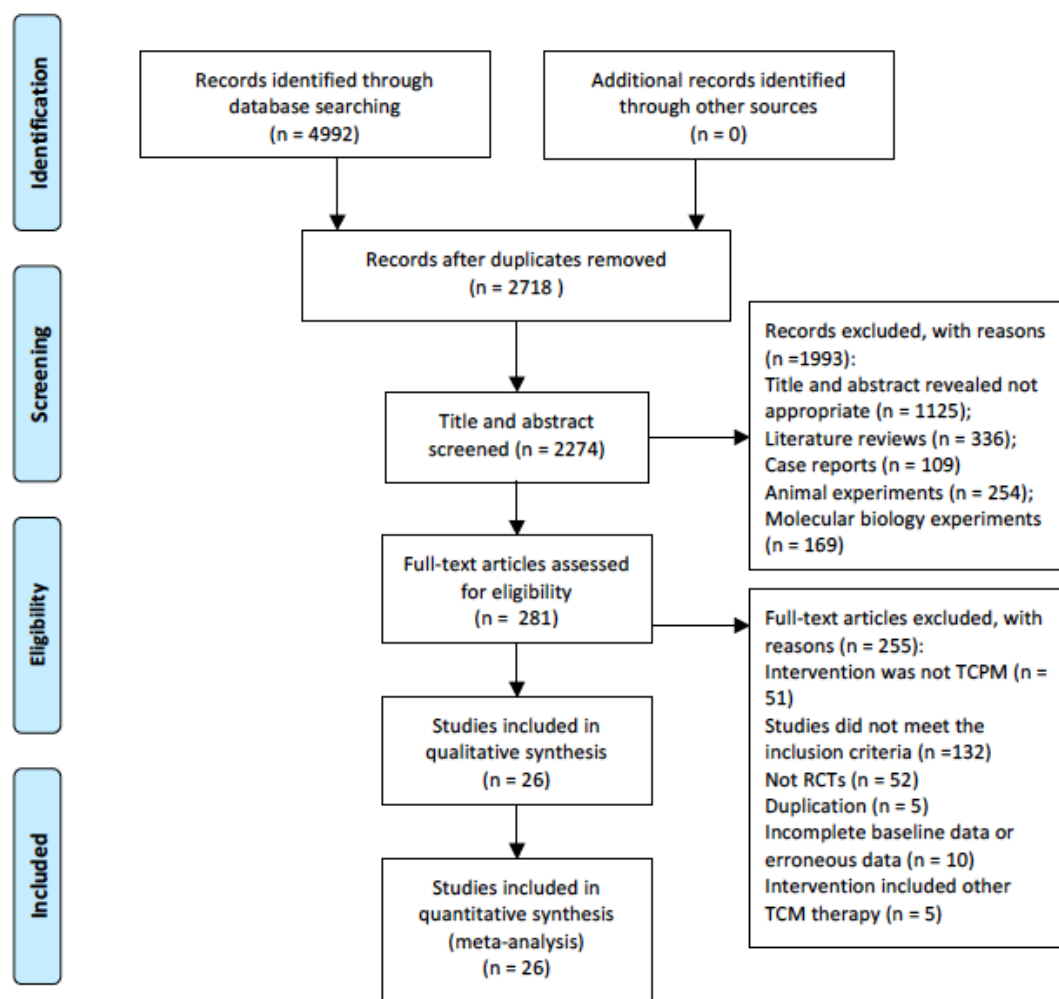 Identification
Records identified through
database searching
(n = 4992)
Additional records identified
through other sources
(n = 0)
Records after duplicates removed
(n = 2718 )
Screening
Title and abstract
screened (n = 2274)
Records excluded, with reasons
(n =1993):
Title and abstract revealed not
appropriate (n = 1125);
Literature reviews (n = 336);
Case reports (n = 109)
Animal experiments (n = 254);
Molecular biology experiments
(n = 169)
Eligibility
Full-text articles assessed
for eligibility
(n = 281)
Full-text articles excluded, with
reasons (n = 255):
Intervention was not TCPM (n =
51)
Studies did not meet the
inclusion criteria (n =132)
Not RCTs (n = 52)
Duplication (n = 5)
Incomplete baseline data or
erroneous data (n = 10)
Intervention included other
TCM therapy (n = 5)
Studies included in
qualitative synthesis
(n = 26)
Included
Studies included in
quantitative synthesis
(meta-analysis)
(n = 26)